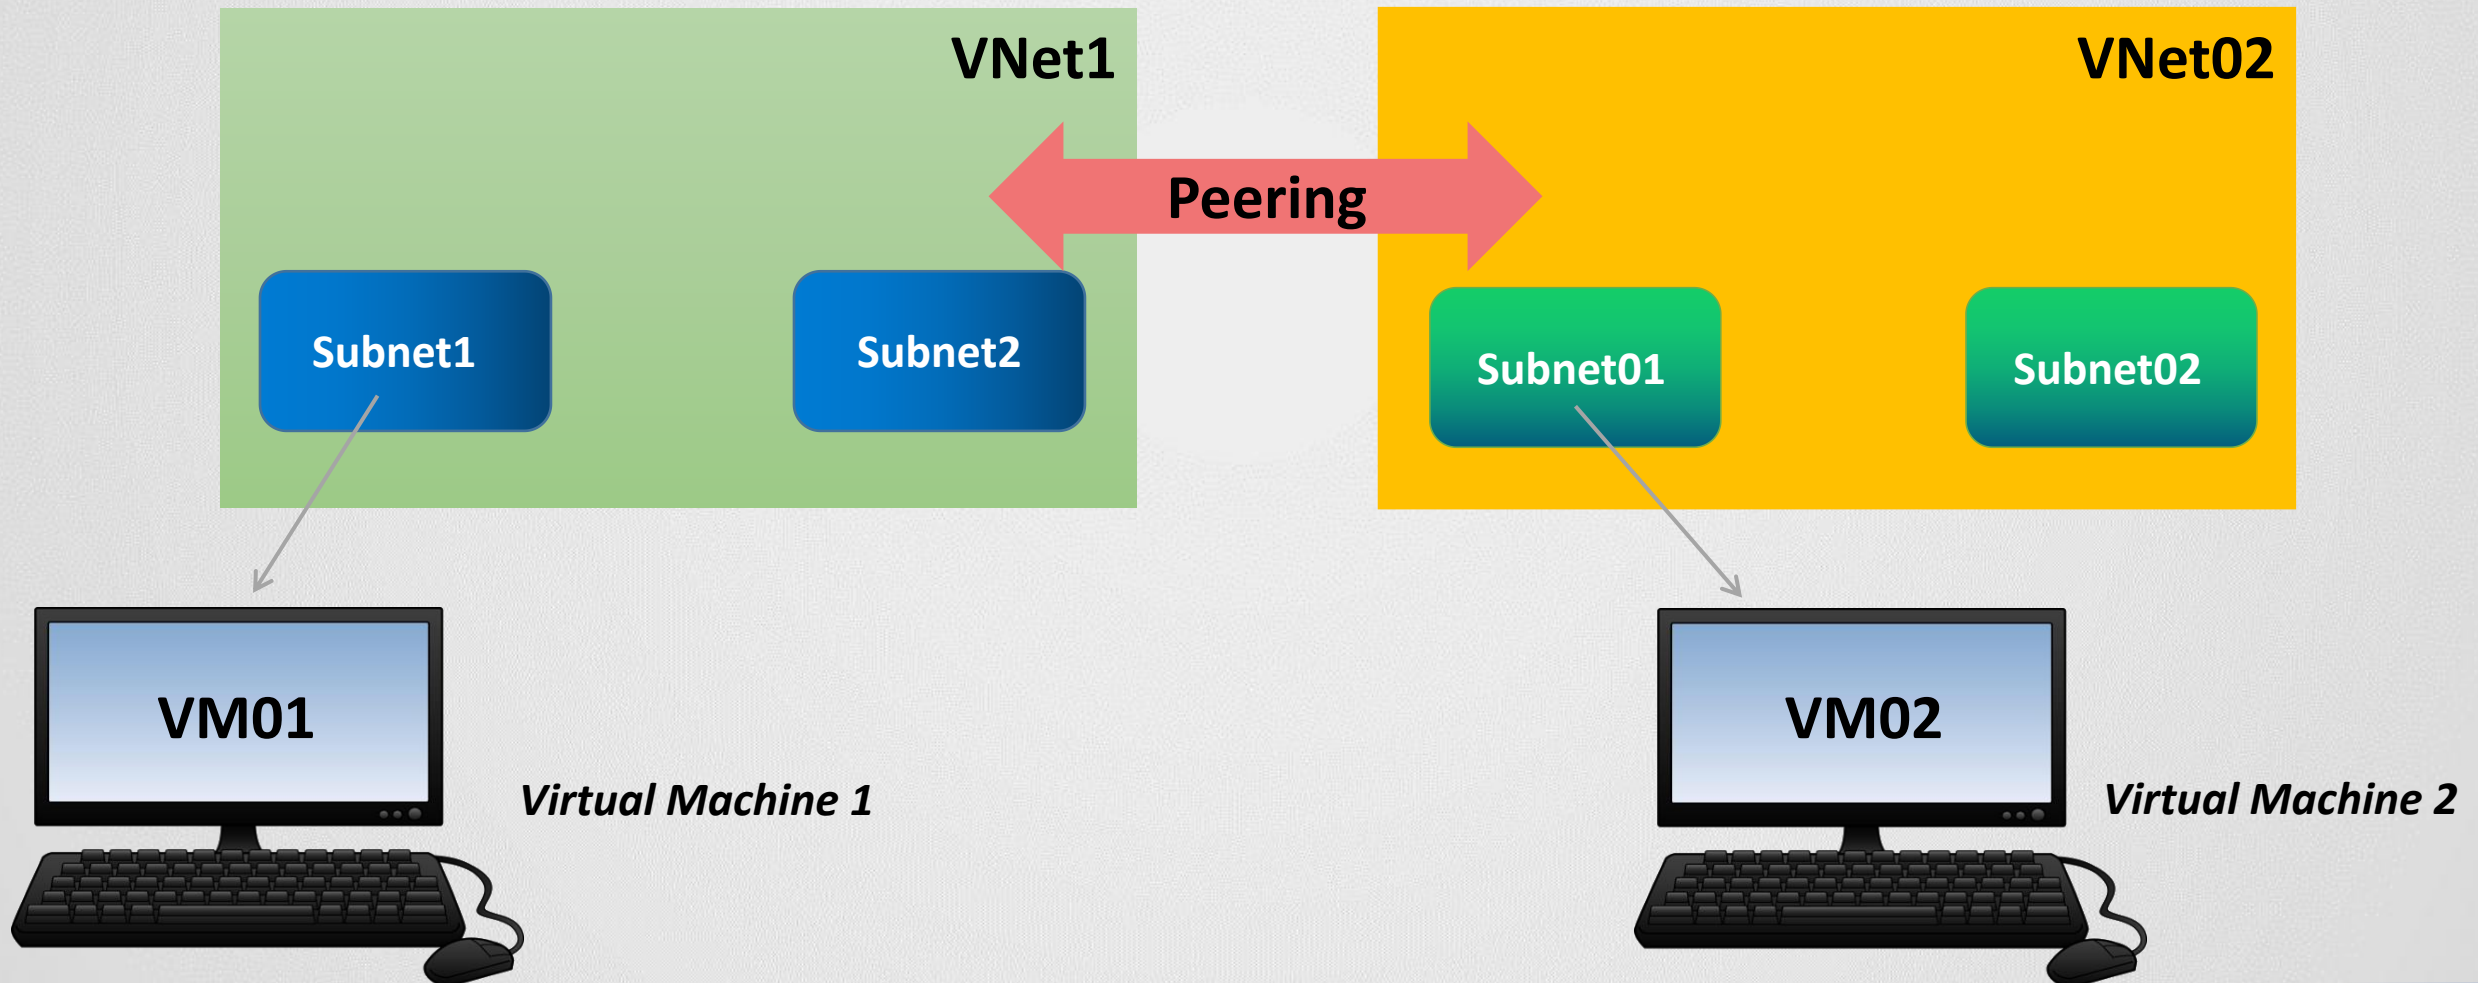 VNet1
VNet02
Peering
Subnet1
Subnet2
Subnet01
Subnet02
VM01
Virtual Machine 1
VM02
Virtual Machine 2